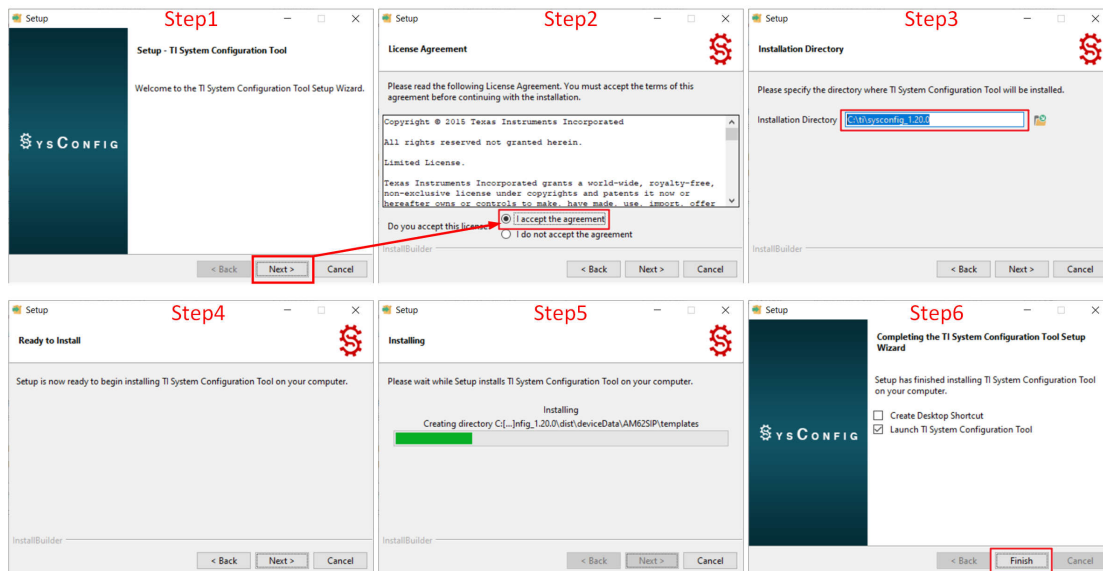 Setup
Step1
Setup - TI System Configuration Tool
Welcome to the TI System Configuration Tool Setup Wizard.
SYSCONFIG
< Back
Next >
Cancel
Setup
Step2
License Agreement
Please read the following License Agreement. You must accept the terms of this
agreement before continuing with the installation.
Copyright © 2015 Texas Instruments Incorporated
All rights reserved not granted herein.
Limited License.
Texas Instruments Incorporated grants a world-wide, royalty-free,
non-exclusive license under copyrights and patents it now or
hereafter owns or controls to make, have made, use, import, offer
Do you accept this license
I accept the agreement
I do not accept the agreement
InstallBuilder
< Back
Next >
Cancel
Setup
Step3
Installation Directory
Please specify the directory where TI System Configuration Tool will be installed.
Installation Directory
C:\ti\sysconfig_1.20.0
InstallBuilder
< Back
Next >
Cancel
Setup
Step4
Ready to Install
Setup is now ready to begin installing TI System Configuration Tool on your computer.
InstallBuilder
< Back
Next >
Cancel
Setup
Step5
Installing
Please wait while Setup installs TI System Configuration Tool on your computer.
Installing
Creating directory C:[...]nfig_1.20.0\dist\deviceData\AM62SIP\templates
InstallBuilder
< Back
Next >
Cancel
Setup
Step6
Completing the TI System Configuration Tool Setup
Wizard
Setup has finished installing TI System Configuration Tool
on your computer.
Create Desktop Shortcut
Launch TI System Configuration Tool
SYSCONFIG
< Back
Finish
Cancel